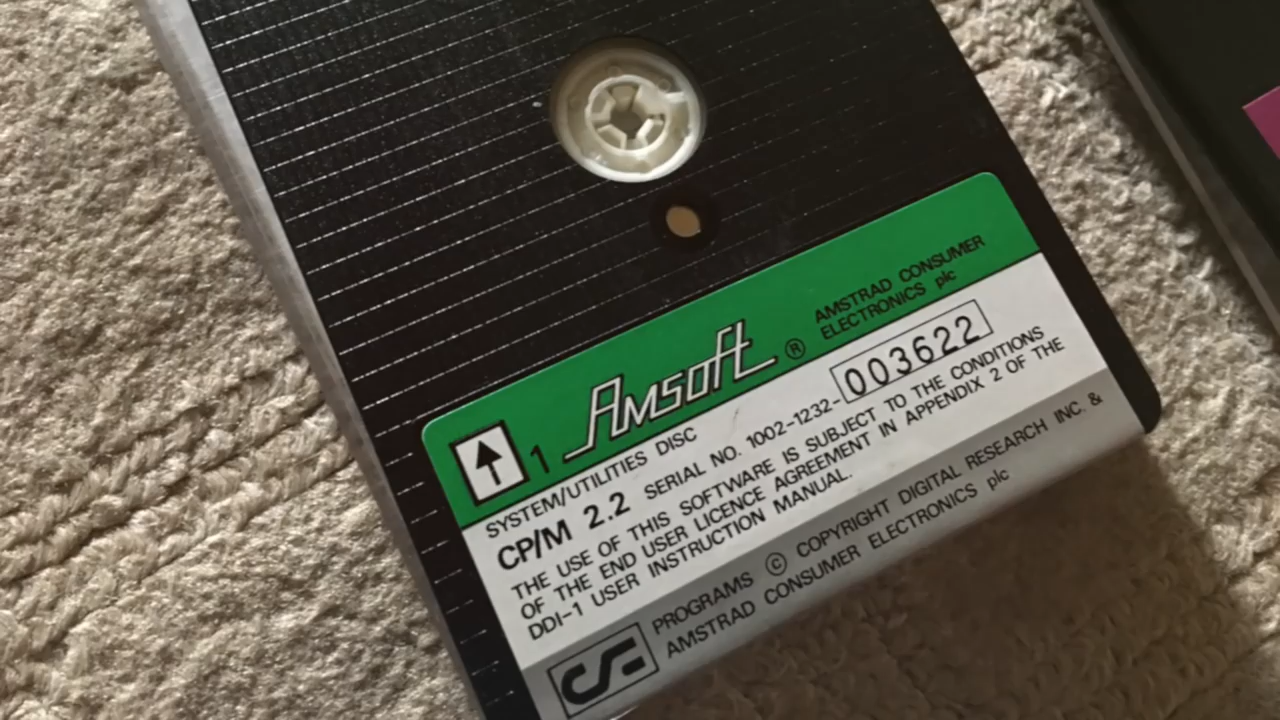 1 Amsoft ® AMSTRAD CONSUMER
ELECTRONICS plc
SYSTEM/UTILITIES DISC
CP/M 2.2 SERIAL NO. 1002-1232-003622
THE USE OF THIS SOFTWARE IS SUBJECT TO THE CONDITIONS
OF THE END USER LICENCE AGREEMENT IN APPENDIX 2 OF THE
DDI-1 USER INSTRUCTION MANUAL.
PROGRAMS © COPYRIGHT DIGITAL RESEARCH INC. &
AMSTRAD CONSUMER ELECTRONICS plc